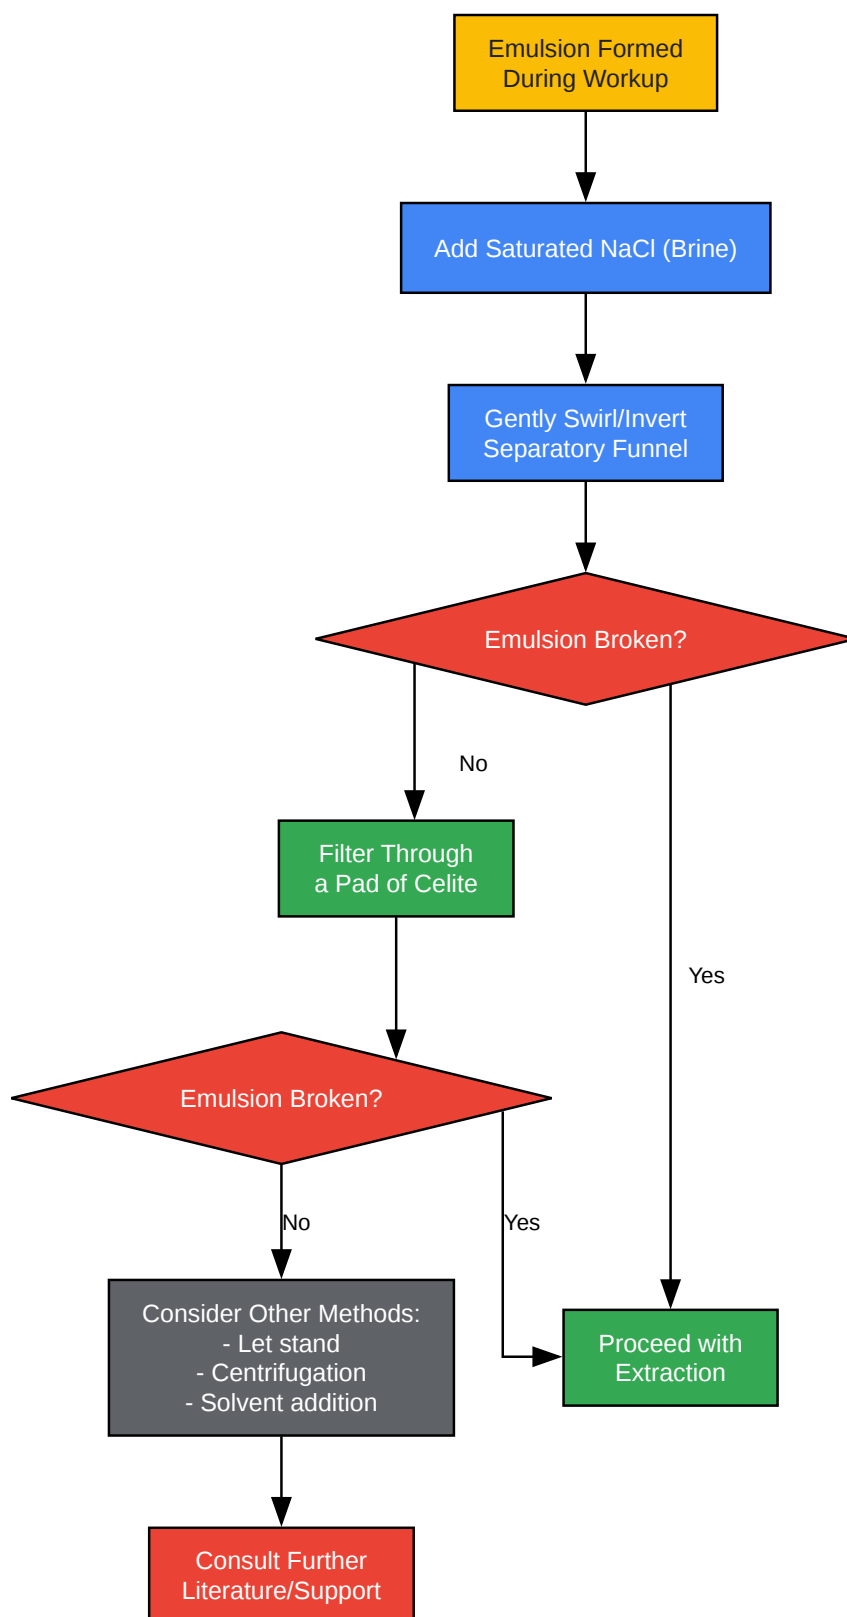 Emulsion Formed
During Workup
Add Saturated NaCl (Brine)
Gently Swirl/Invert
Separatory Funnel
Emulsion Broken?
No
Filter Through
a Pad of Celite
Yes
Emulsion Broken?
No
Yes
Consider Other Methods:
- Let stand
- Centrifugation
- Solvent addition
Proceed with
Extraction
Consult Further
Literature/Support